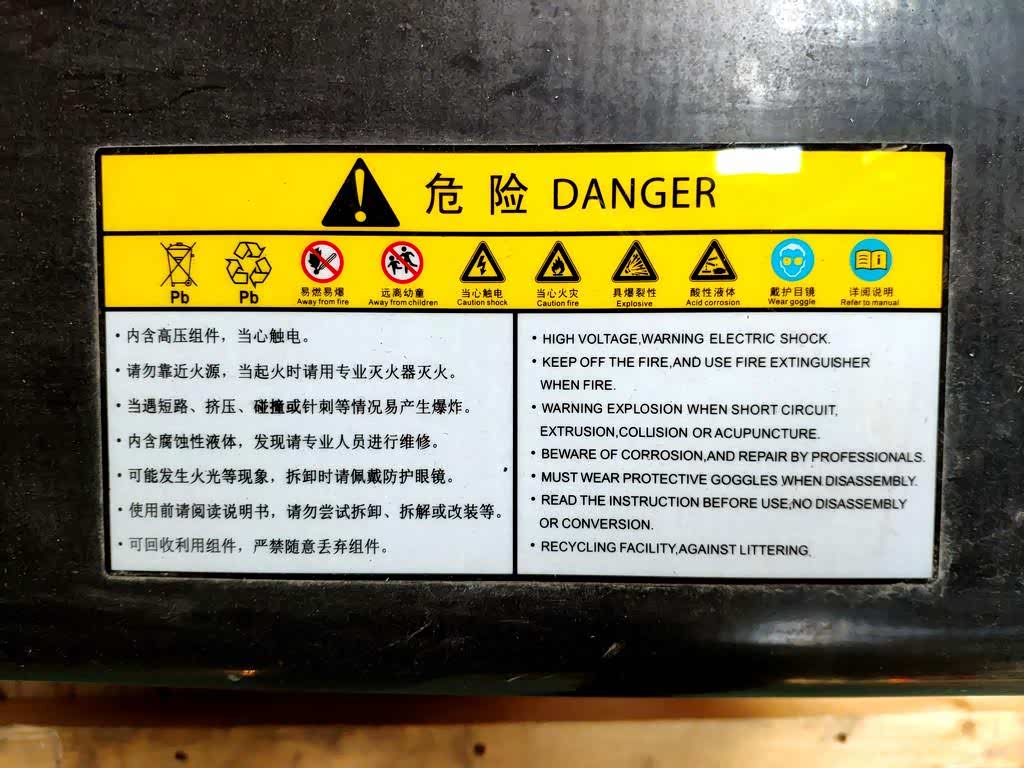 危险 DANGER
Pb
Pb
易燃易爆
Away from fire
远离幼童
Away from children
当心触电
Caution shock
当心火灾
Caution fire
具爆裂性
Explosive
酸性液体
Acid corrosion
戴护目镜
Wear goggle
详阅说明
Refer to manual
·内含高压组件，当心触电。
·请勿靠近火源，当起火时请用专业灭火器灭火。
·当遇短路、挤压、碰撞或针刺等情况易产生爆炸。
·内含腐蚀性液体，发现请专业人员进行维修。
·可能发生火光等现象，拆卸时请佩戴防护眼镜。
·使用前请阅读说明书，请勿尝试拆卸、拆解或改装等。
·可回收利用组件，严禁随意丢弃组件。
• HIGH VOLTAGE,WARNING ELECTRIC SHOCK.
• KEEP OFF THE FIRE,AND USE FIRE EXTINGUISHER
WHEN FIRE.
• WARNING EXPLOSION WHEN SHORT CIRCUIT,
EXTRUSION,COLLISION OR ACUPUNCTURE.
• BEWARE OF CORROSION,AND REPAIR BY PROFESSIONALS.
• MUST WEAR PROTECTIVE GOGGLES WHEN DISASSEMBLY.
• READ THE INSTRUCTION BEFORE USE,NO DISASSEMBLY
OR CONVERSION.
• RECYCLING FACILITY,AGAINST LITTERING.